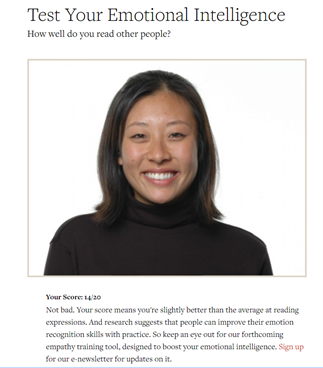 Test Your Emotional Intelligence
How well do you read other people?
Your Score: 14/20
Not bad. Your score means you're slightly better than the average at reading
expressions. And research suggests that people can improve their emotion
recognition skills with practice. So keep an eye out for our forthcoming
empathy training tool, designed to boost your emotional intelligence. Sign up
for our e-newsletter for updates on it.